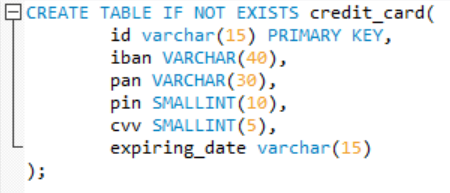 CREATE TABLE IF NOT EXISTS credit_card(
id varchar(15) PRIMARY KEY,
iban VARCHAR(40),
pan VARCHAR(30),
pin SMALLINT(10),
cvv SMALLINT(5),
expiring_date varchar(15)
);